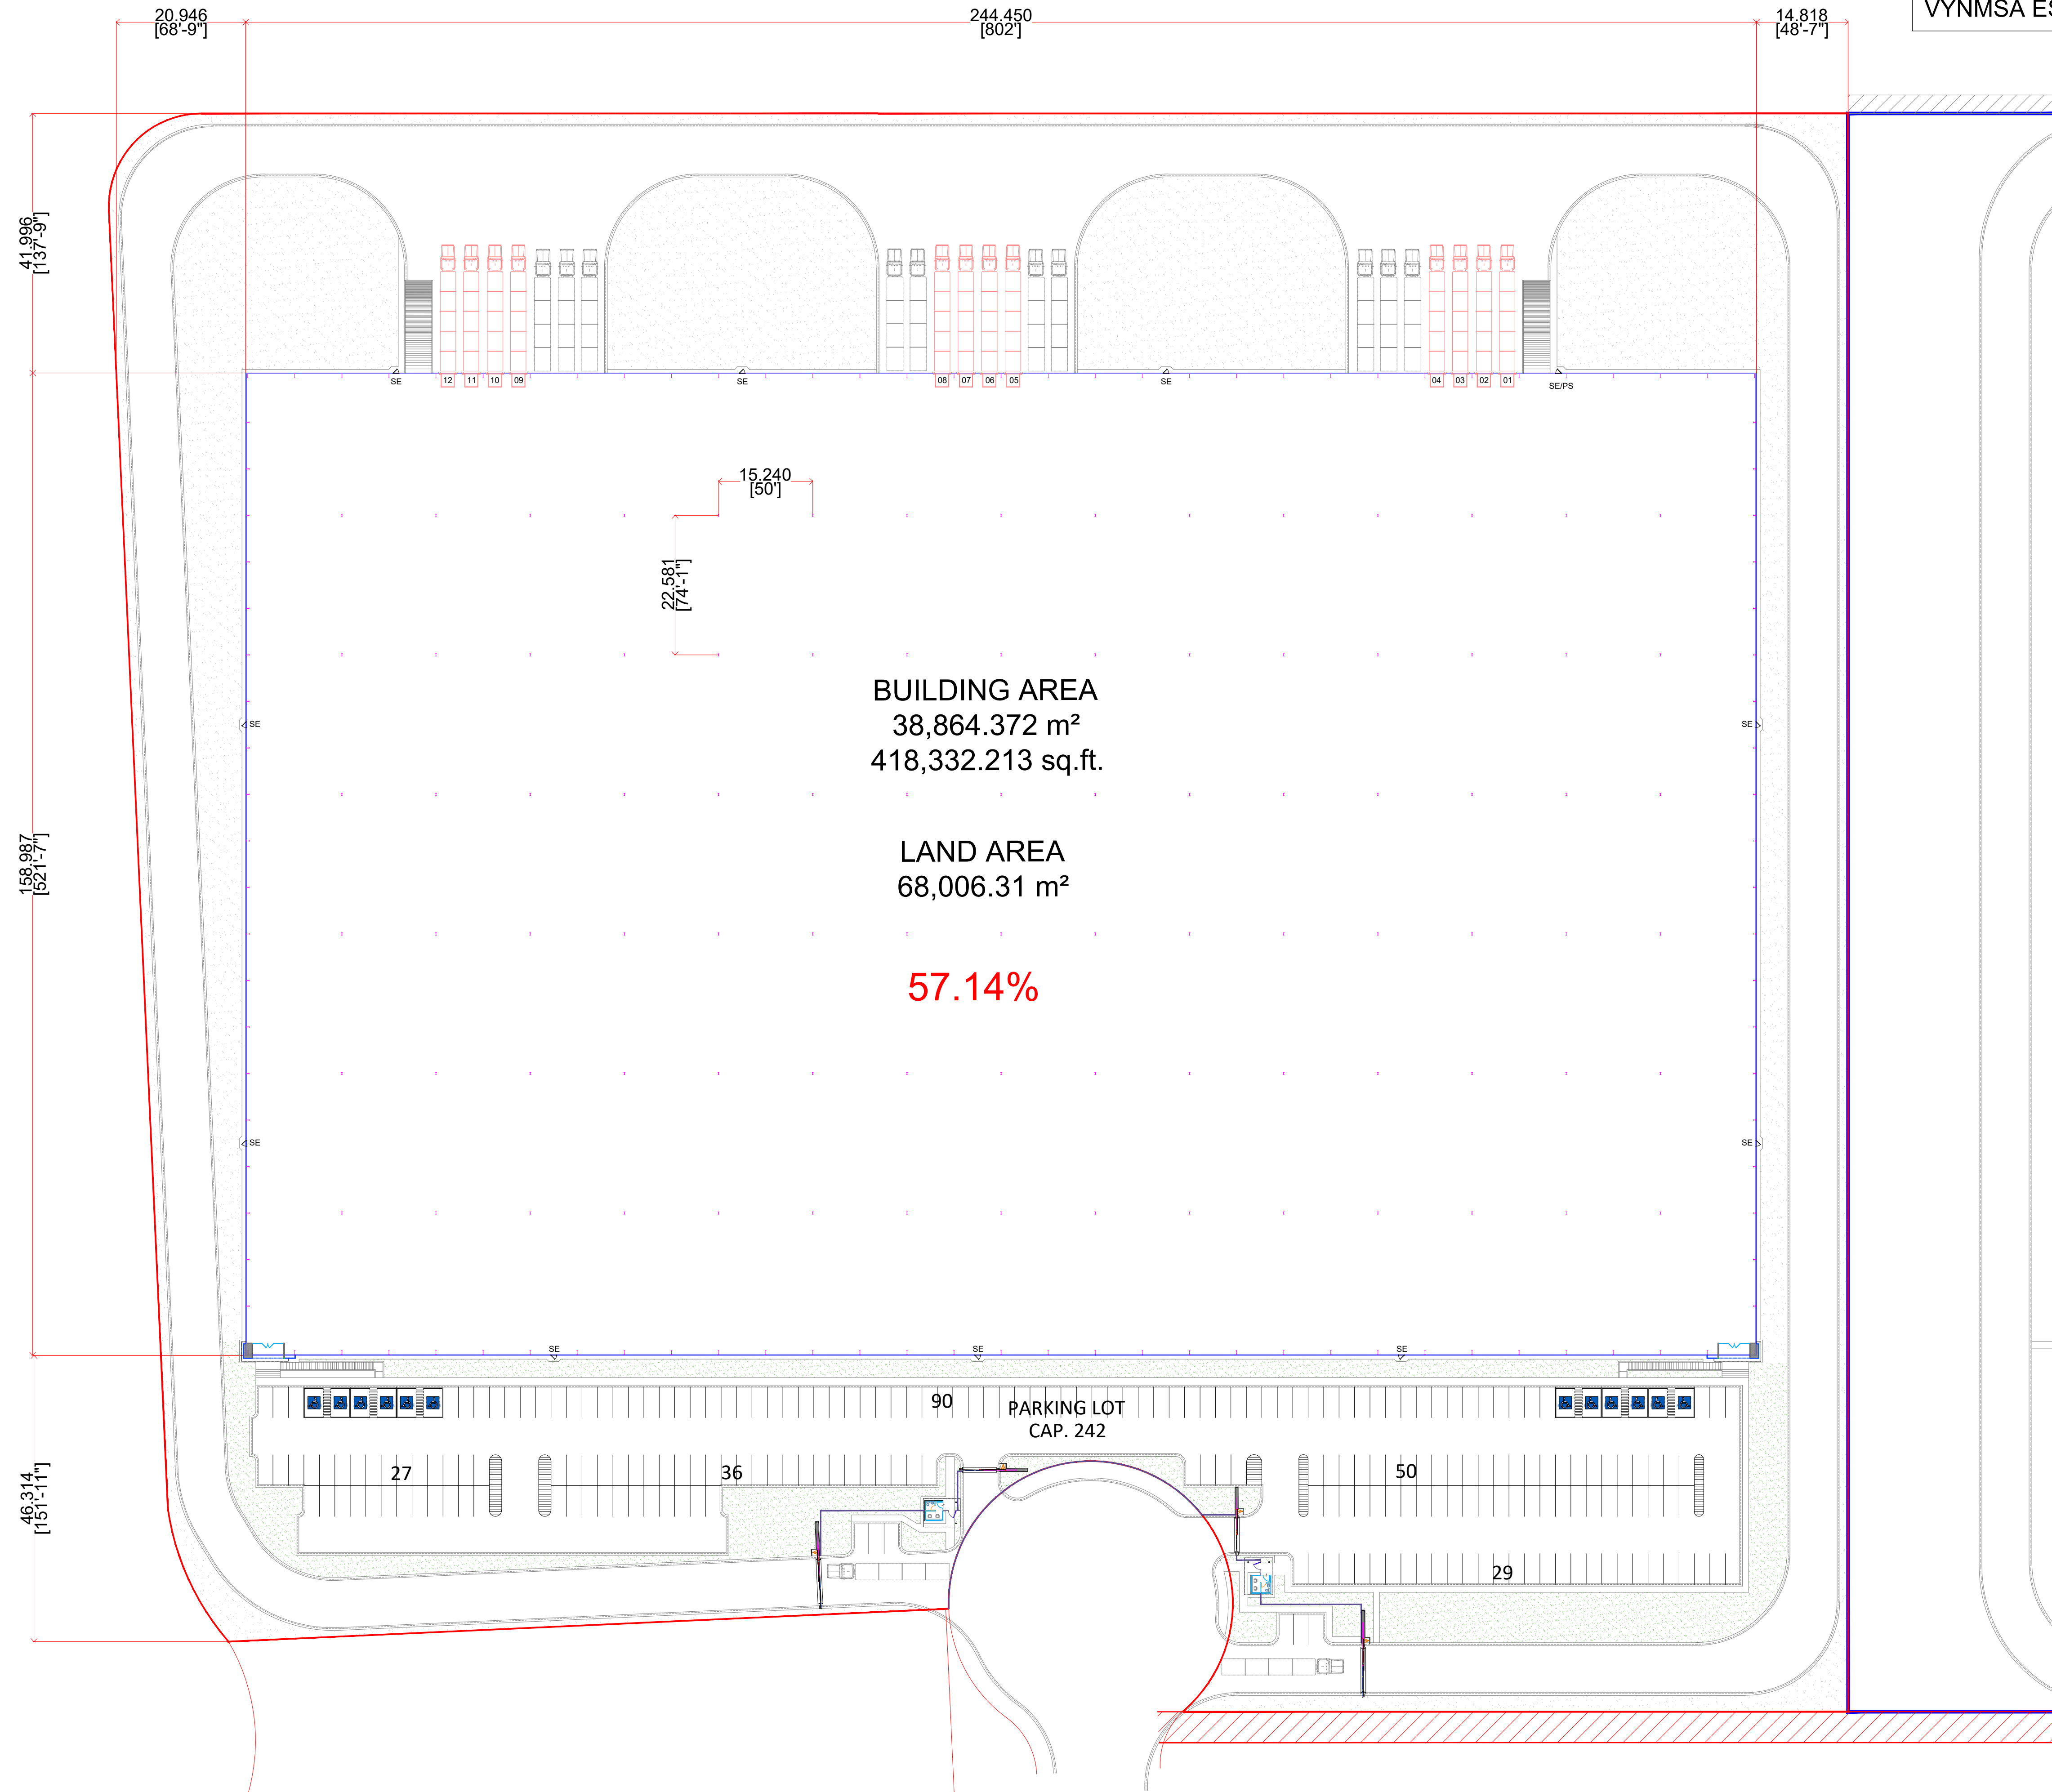 20.946
[68'-9"]
244.450
[802']
14.818
[48'-7"]
VYNMSA ES
41.996
[137'-9"]
SE
12
11
10
09
SE
08
07
06
05
SE
04
03
02
01
SE/PS
15.240
[50']
22.581
[74'-1"]
BUILDING AREA
38,864.372 m²
418,332.213 sq.ft.
SE
SE
LAND AREA
68,006.31 m²
158.987
[521'-7"]
57.14%
SE
SE
SE
SE
SE
90
PARKING LOT
CAP. 242
27
36
50
46.314
[151'-11"]
29